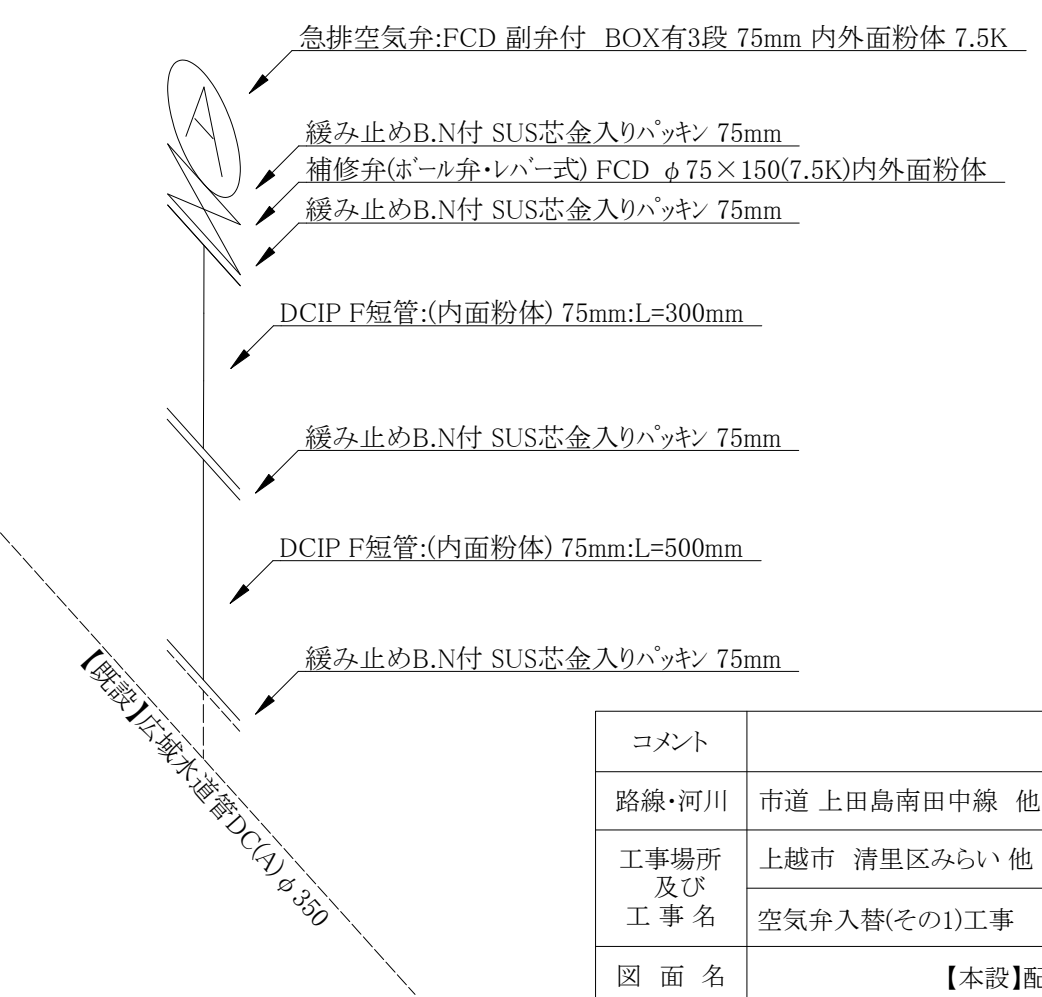 急排空気弁:FCD 副弁付 BOX有3段 75mm 内外面粉体 7.5K
A
緩み止めB.N付 SUS芯金入りパッキン 75mm
補修弁(ボール弁・レバー式) FCD φ75×150(7.5K)内外面粉体
緩み止めB.N付 SUS芯金入りパッキン 75mm
DCIP F短管:(内面粉体) 75mm:L=300mm
緩み止めB.N付 SUS芯金入りパッキン 75mm
DCIP F短管:(内面粉体) 75mm:L=500mm
緩み止めB.N付 SUS芯金入りパッキン 75mm
【既設】広域水道管DC(A)φ350
コメント
路線・河川 市道 上田島南田中線 他
工事場所
及び
工事名
上越市 清里区みらい 他
空気弁入替(その1)工事
図面名 【本設】配